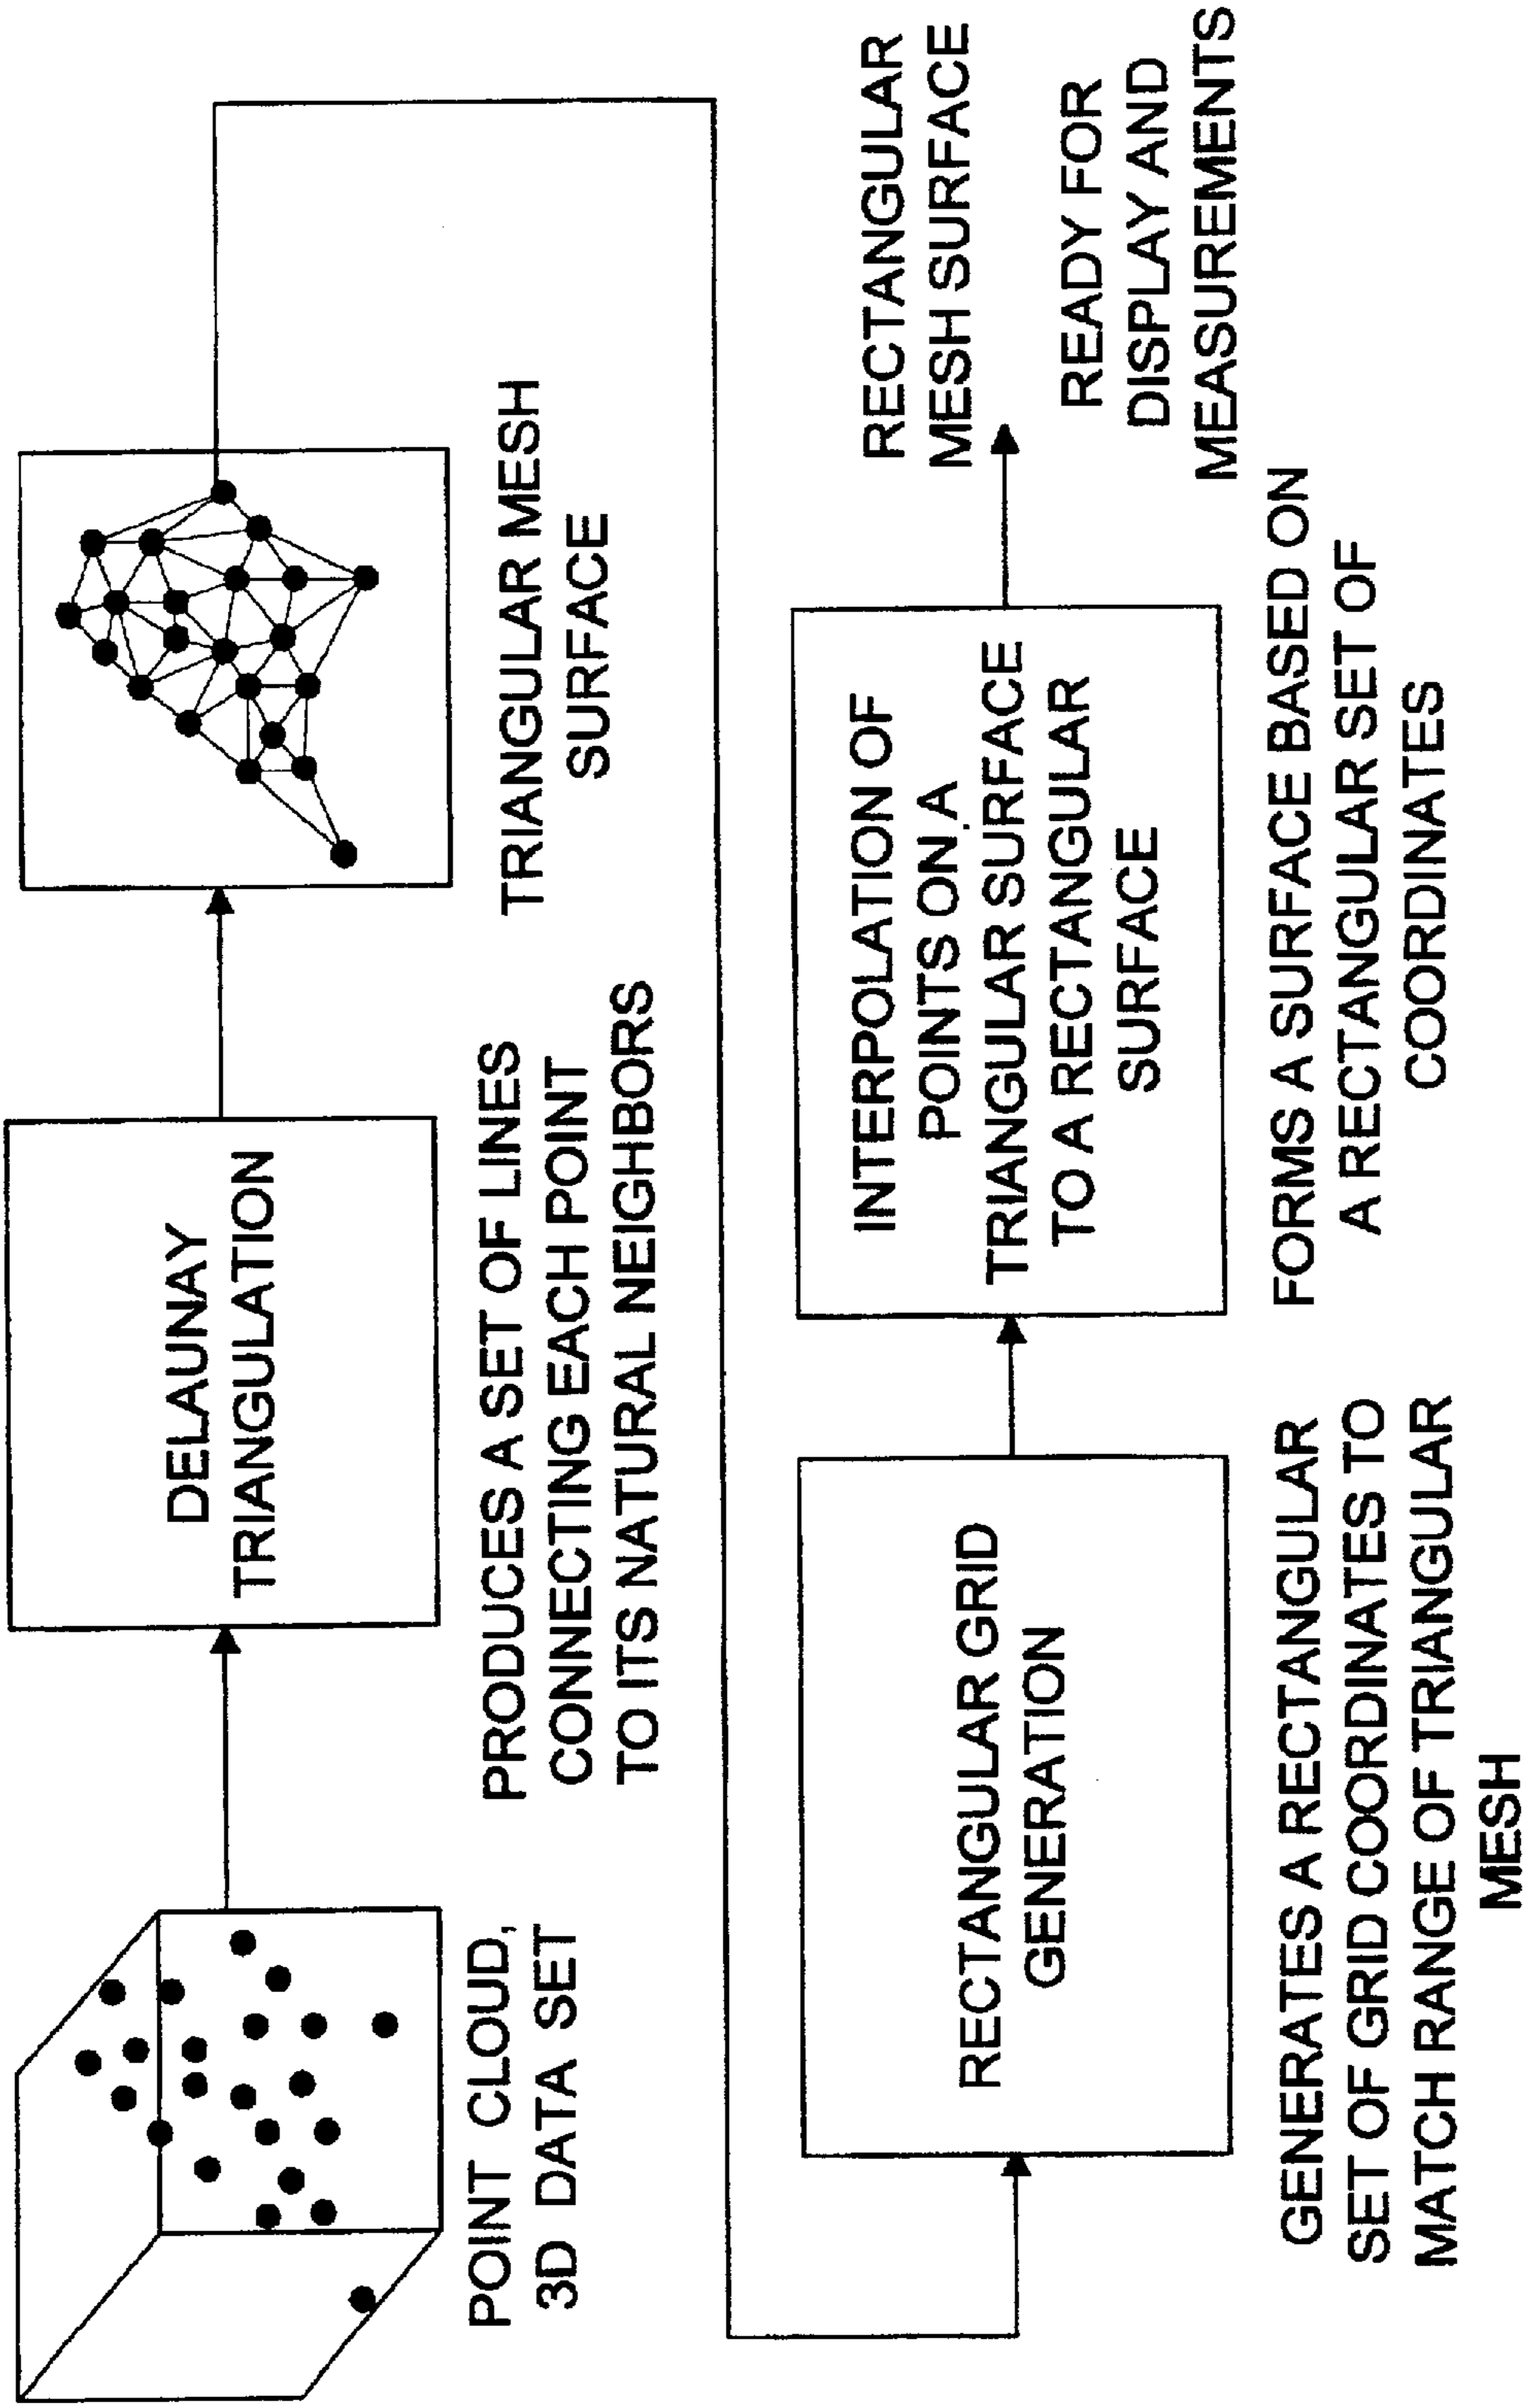 POINT CLOUD,
3D DATA SET
DELAUNAY
TRIANGULATION
PRODUCES A SET OF LINES
CONNECTING EACH POINT
TO ITS NATURAL NEIGHBORS
TRIANGULAR MESH
SURFACE
RECTANGULAR GRID
GENERATION
GENERATES A RECTANGULAR
SET OF GRID COORDINATES TO
MATCH RANGE OF TRIANGULAR
MESH
INTERPOLATION OF
POINTS ON A
TRIANGULAR SURFACE
TO A RECTANGULAR
SURFACE
FORMS A SURFACE BASED ON
A RECTANGULAR SET OF
COORDINATES
RECTANGULAR
MESH SURFACE
READY FOR
DISPLAY AND
MEASUREMENTS